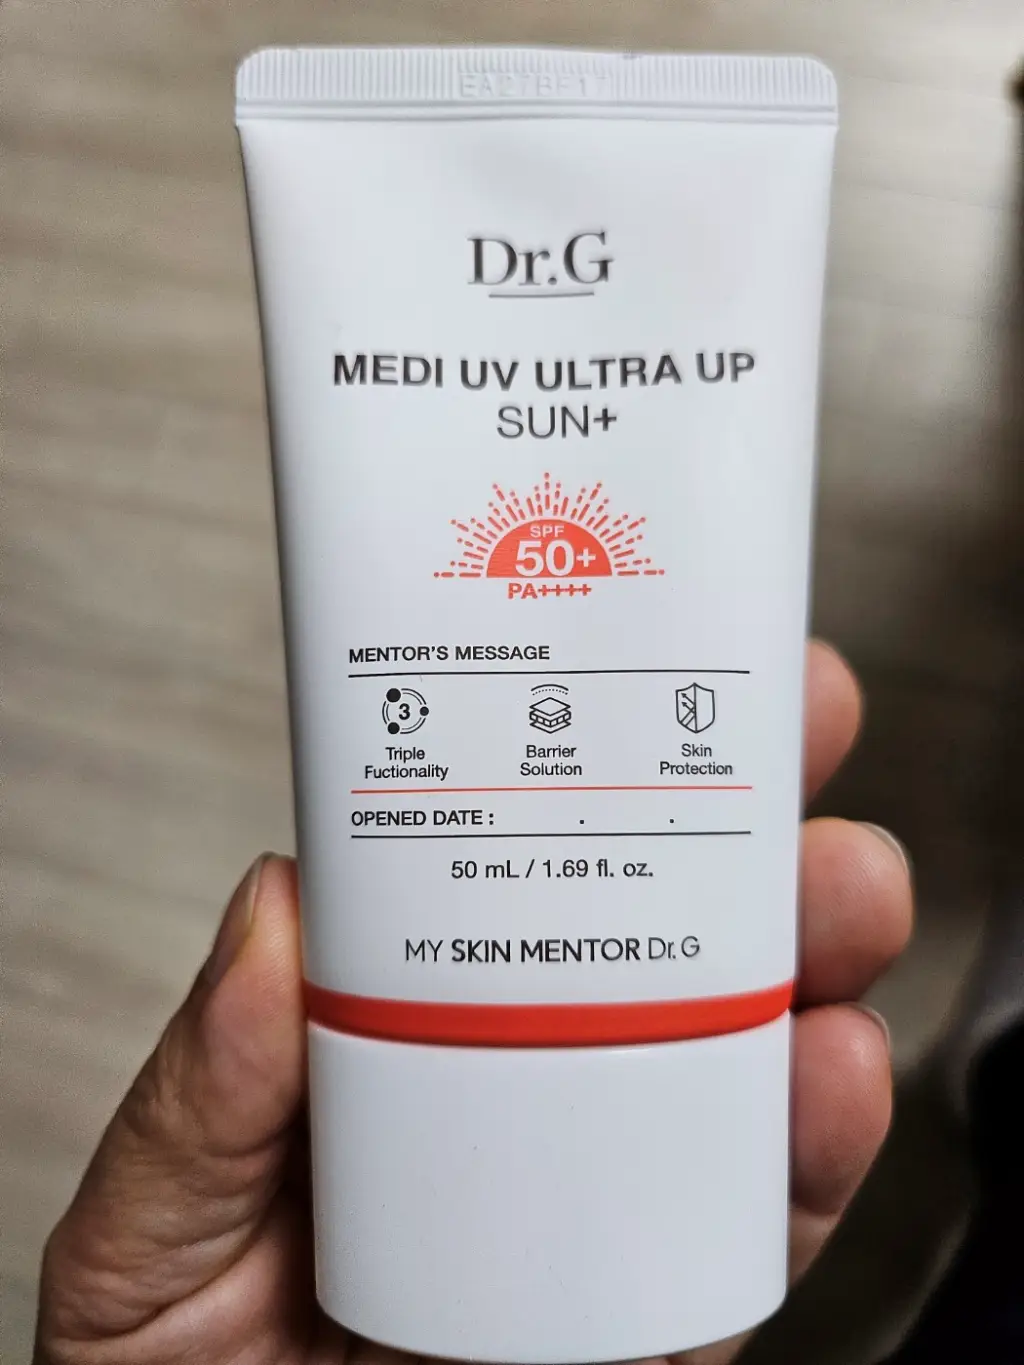 Dr.G
MEDI UV ULTRA UP
SUN+
SPF
50+
PA++++
MENTOR'S MESSAGE
3
Triple
Fuctionality
Barrier
Solution
Skin
Protection
OPENED DATE : . .
50 mL / 1.69 fl. oz.
MY SKIN MENTOR Dr.G